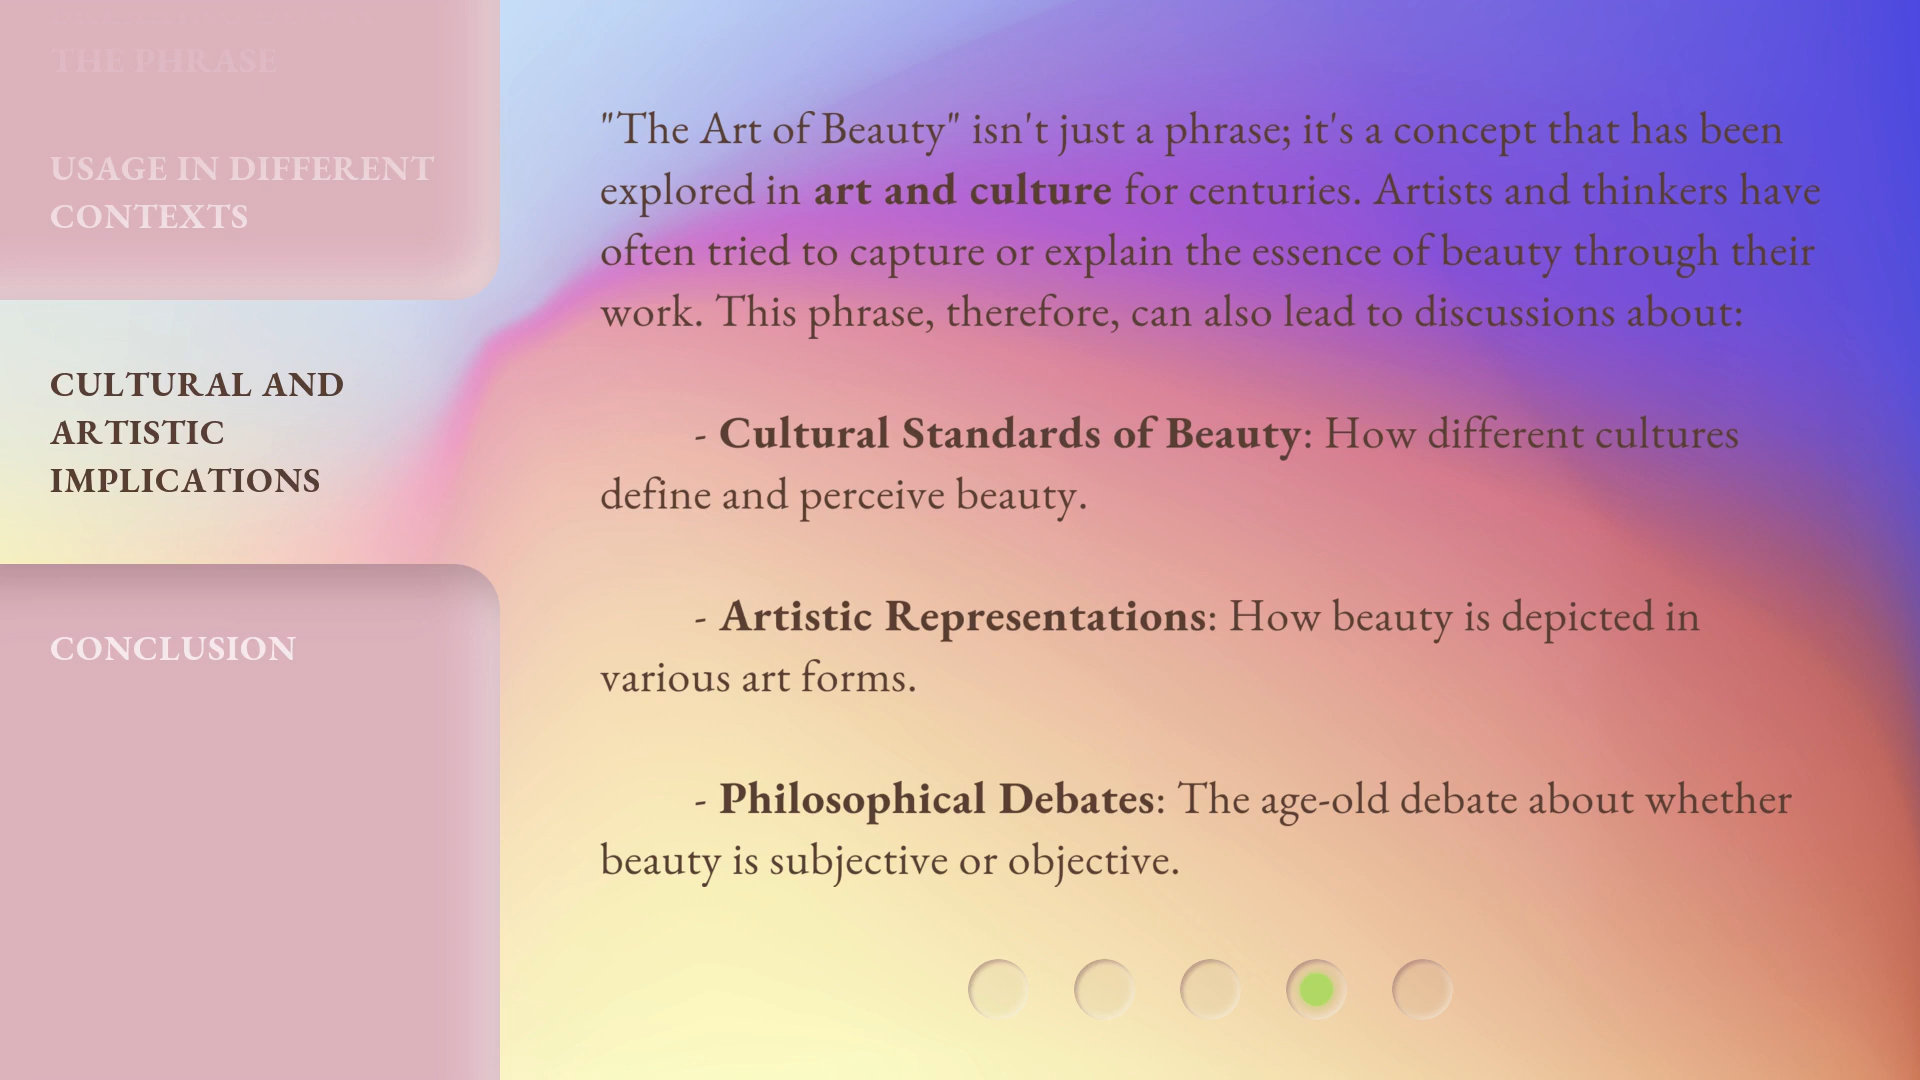 THE PHRASE
USAGE IN DIFFERENT
CONTEXTS
CULTURAL AND
ARTISTIC
IMPLICATIONS
CONCLUSION
"The Art of Beauty" isn't just a phrase; it's a concept that has been
explored in art and culture for centuries. Artists and thinkers have
often tried to capture or explain the essence of beauty through their
work. This phrase, therefore, can also lead to discussions about:
- Cultural Standards of Beauty: How different cultures
define and perceive beauty.
- Artistic Representations: How beauty is depicted in
various art forms.
- Philosophical Debates: The age-old debate about whether
beauty is subjective or objective.